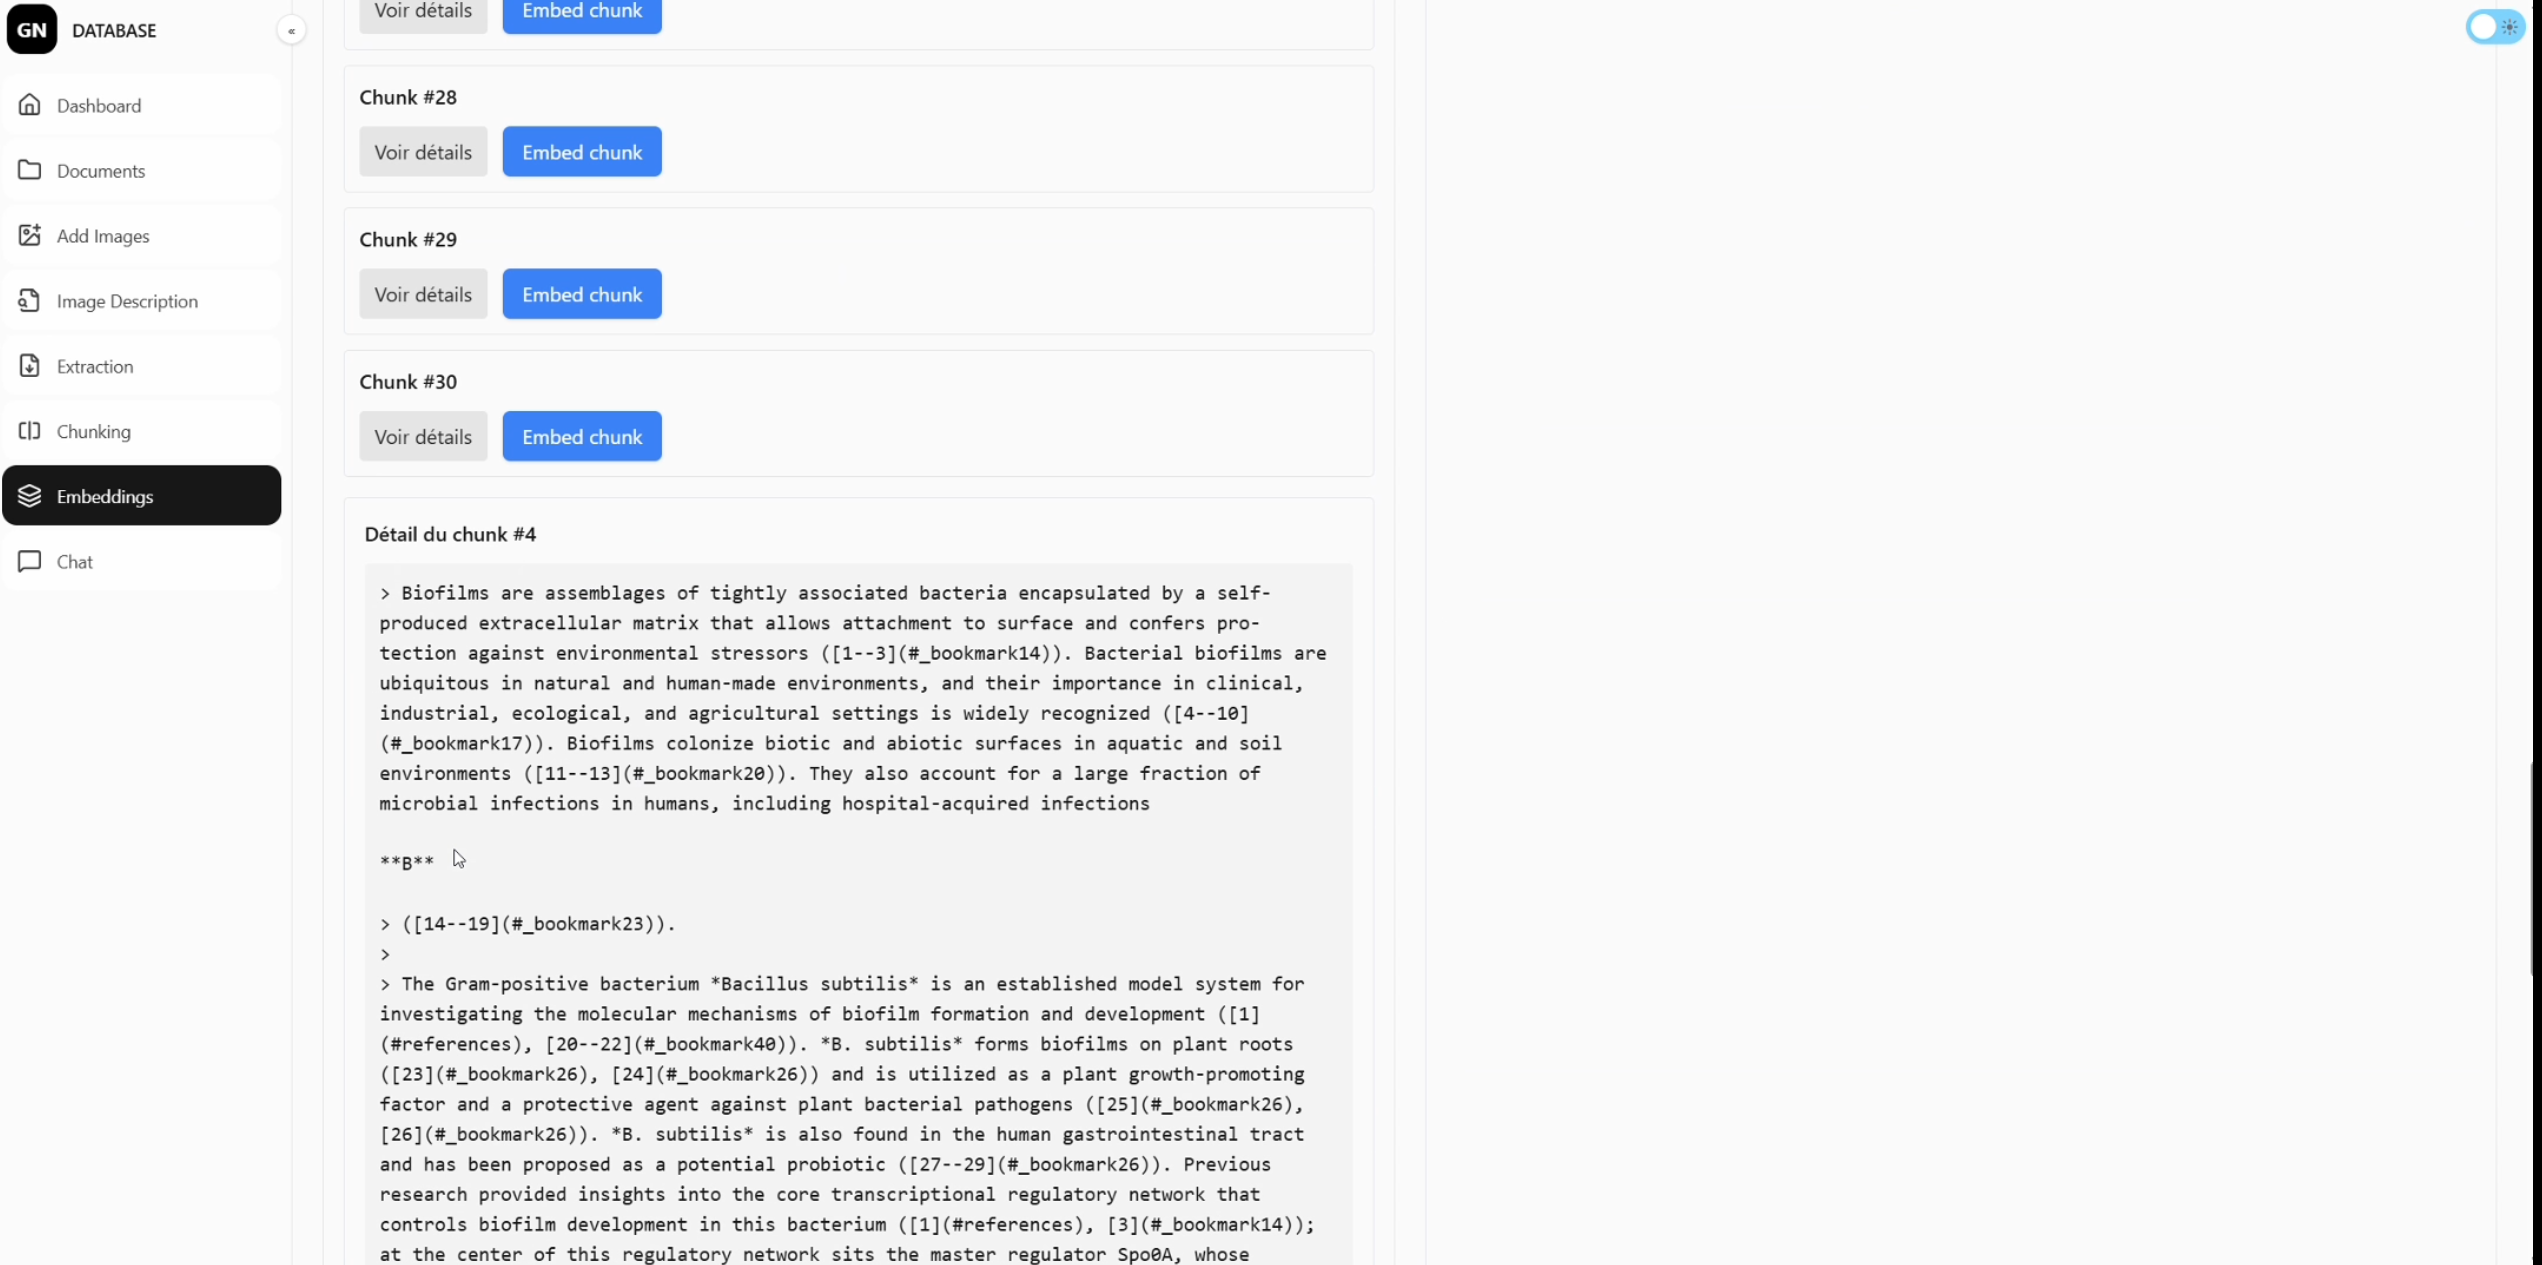 GN DATABASE
«
Dashboard
Documents
Add Images
Image Description
Extraction
Chunking
Embeddings
Chat
Voir détails Embed chunk
Chunk #28
Voir détails Embed chunk
Chunk #29
Voir détails Embed chunk
Chunk #30
Voir détails Embed chunk
Détail du chunk #4
> Biofilms are assemblages of tightly associated bacteria encapsulated by a self-
produced extracellular matrix that allows attachment to surface and confers pro-
tection against environmental stressors ([1--3](#_bookmark14)). Bacterial biofilms are
ubiquitous in natural and human-made environments, and their importance in clinical,
industrial, ecological, and agricultural settings is widely recognized ([4--10]
(#_bookmark17)). Biofilms colonize biotic and abiotic surfaces in aquatic and soil
environments ([11--13](#_bookmark20)). They also account for a large fraction of
microbial infections in humans, including hospital-acquired infections
**B**
> ([14--19](#_bookmark23)).
>
> The Gram-positive bacterium *Bacillus subtilis* is an established model system for
investigating the molecular mechanisms of biofilm formation and development ([1]
(#references), [20--22](#_bookmark40)). *B. subtilis* forms biofilms on plant roots
([23](#_bookmark26), [24](#_bookmark26)) and is utilized as a plant growth-promoting
factor and a protective agent against plant bacterial pathogens ([25](#_bookmark26),
[26](#_bookmark26)). *B. subtilis* is also found in the human gastrointestinal tract
and has been proposed as a potential probiotic ([27--29](#_bookmark26)). Previous
research provided insights into the core transcriptional regulatory network that
controls biofilm development in this bacterium ([1](#references), [3](#_bookmark14));
at the center of this regulatory network sits the master regulator Spo0A, whose